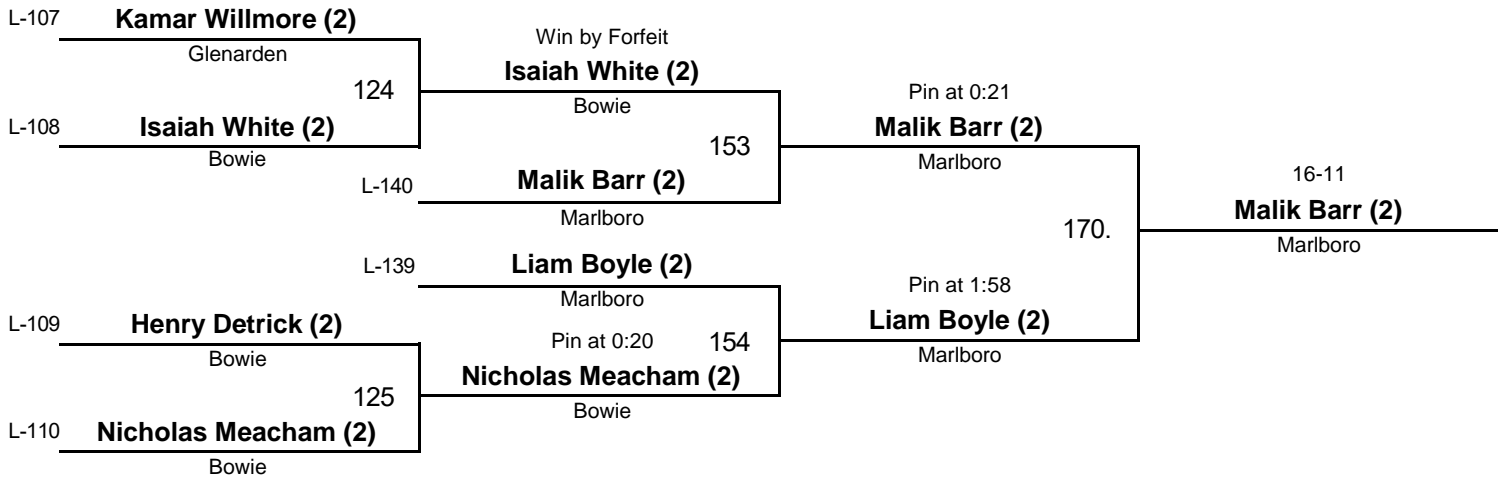 L-107 Kamar Willmore (2)
Glenarden
Win by Forfeit
Isaiah White (2)
124
Bowie
Pin at 0:21
L-108 Isaiah White (2)
Malik Barr (2)
Bowie
153
Marlboro
L-140 Malik Barr (2)
16-11
Marlboro
Malik Barr (2)
170.
Marlboro
L-139 Liam Boyle (2)
Marlboro
Pin at 1:58
L-109 Henry Detrick (2)
Liam Boyle (2)
Bowie
Pin at 0:20 154
Marlboro
Nicholas Meacham (2)
125
Bowie
L-110 Nicholas Meacham (2)
Bowie